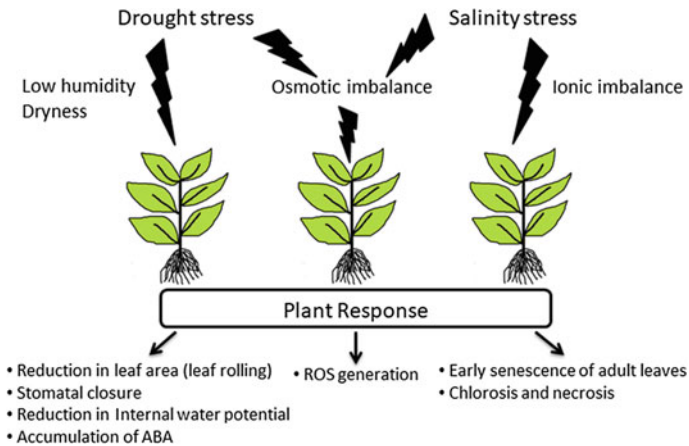 Drought stress
Salinity stress
Low humidity
Dryness
Osmotic imbalance
Ionic imbalance
Plant Response
• Reduction in leaf area (leaf rolling)
• Stomatal closure
• Reduction in Internal water potential
• Accumulation of ABA
• ROS generation
• Early senescence of adult leaves
• Chlorosis and necrosis